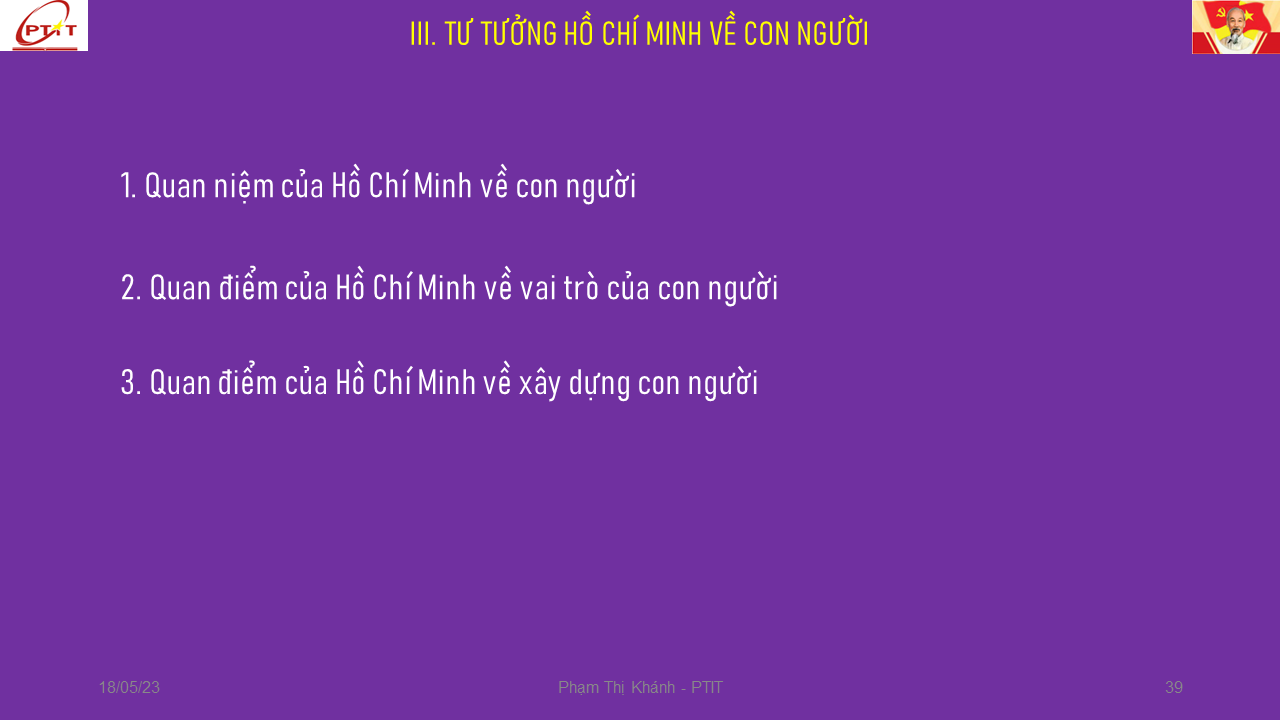 PTIT
III. TƯ TƯỞNG HỒ CHÍ MINH VỀ CON NGƯỜI
1. Quan niệm của Hồ Chí Minh về con người
2. Quan điểm của Hồ Chí Minh về vai trò của con người
3. Quan điểm của Hồ Chí Minh về xây dựng con người
18/05/23
Phạm Thị Khánh - PTIT
39